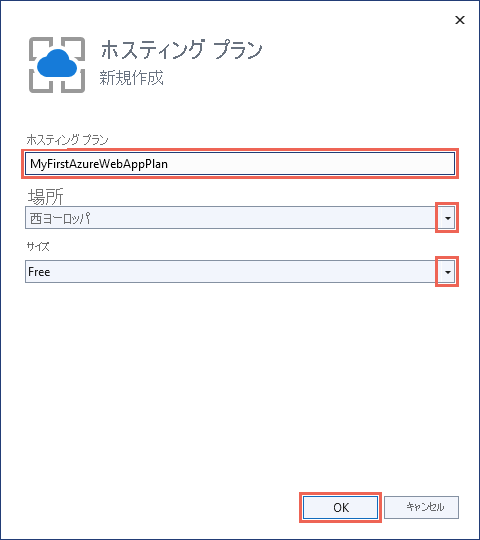 ホスティング プラン
新規作成
ホスティング プラン
MyFirstAzureWebAppPlan
場所
西ヨーロッパ
サイズ
Free
OK
キャンセル